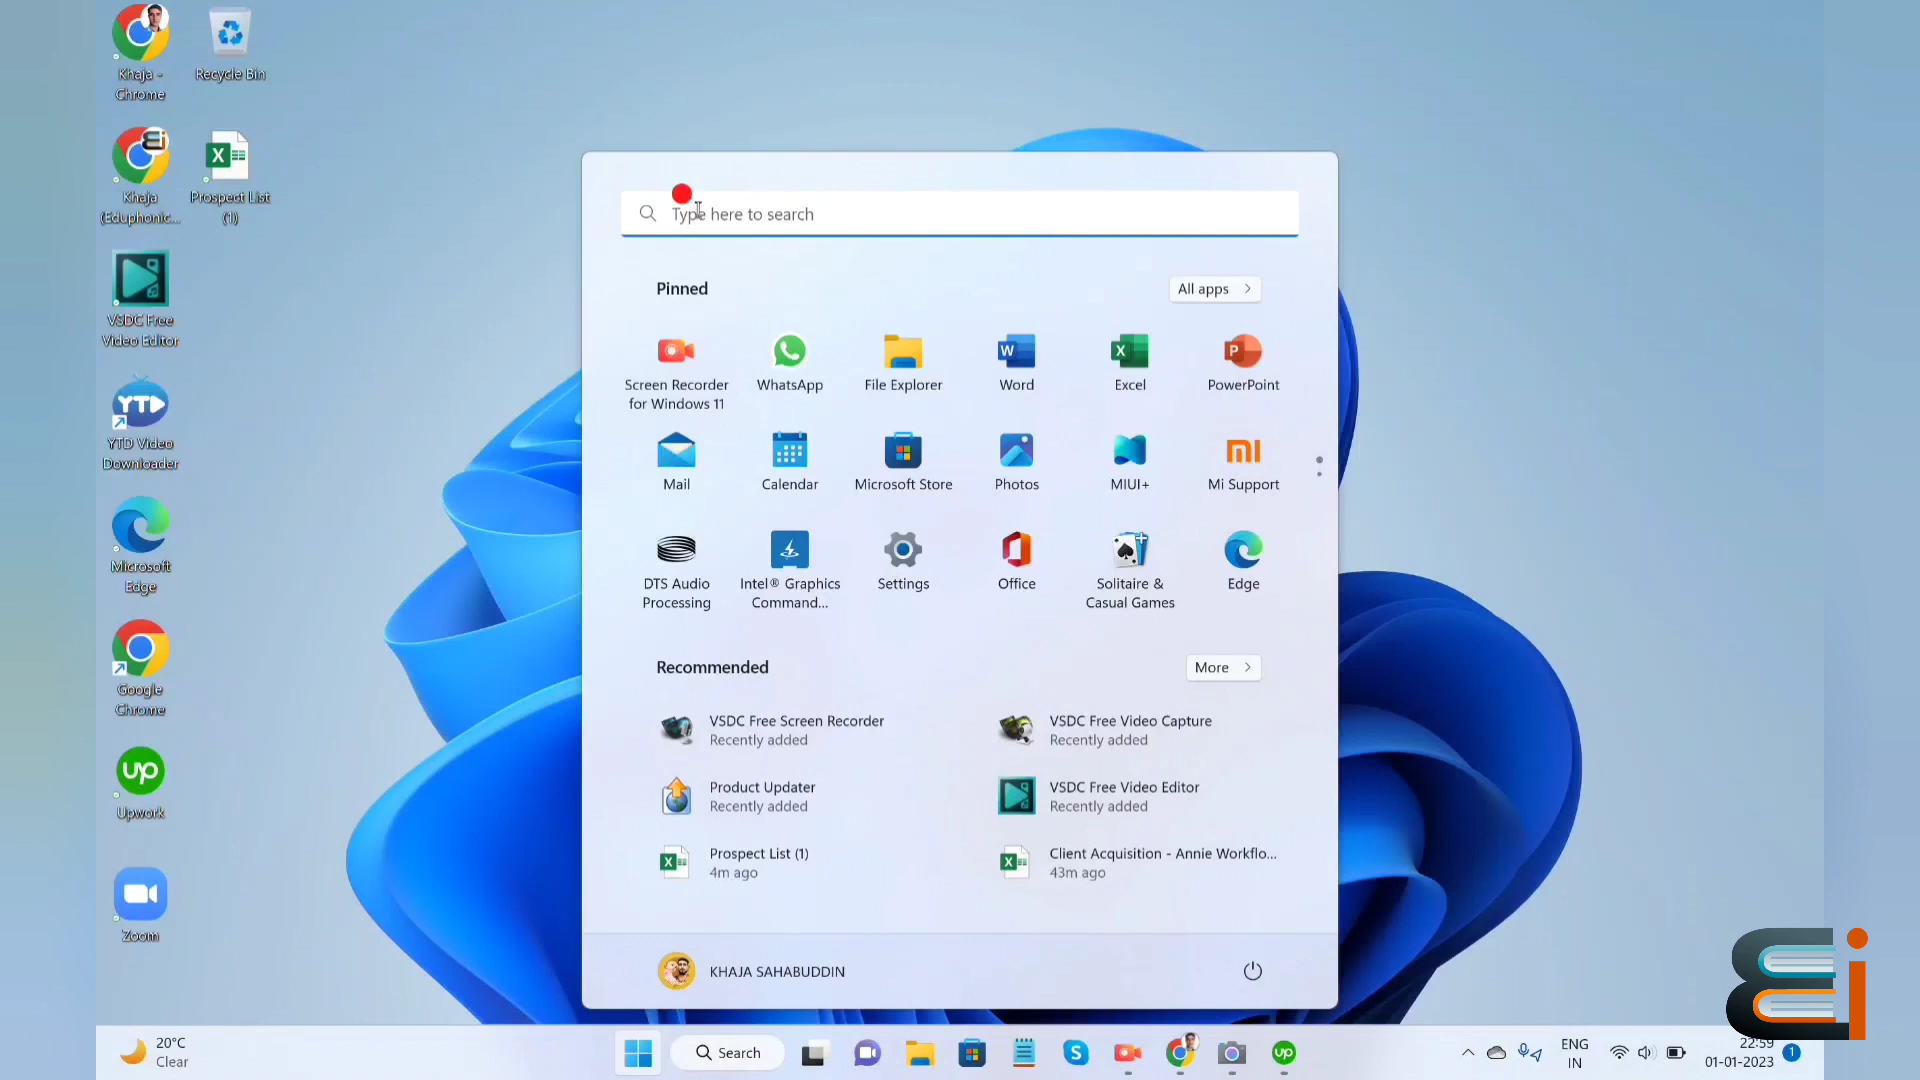 Khaja -
Chrome
Recycle Bin
Khaja
(Eduphonic...
Prospect List
(1)
VSDC Free
Video Editor
YTD
YTD Video
Downloader
Microsoft
Edge
Google
Chrome
up
Upwork
Zoom
Type here to search
Pinned
All apps
Screen Recorder
for Windows 11
WhatsApp
File Explorer
Word
Excel
PowerPoint
Mail
Calendar
Microsoft Store
Photos
MIUI+
Mi Support
DTS Audio
Processing
Intel® Graphics
Command...
Settings
Office
Solitaire &
Casual Games
Edge
Recommended
More
VSDC Free Screen Recorder
Recently added
VSDC Free Video Capture
Recently added
Product Updater
Recently added
VSDC Free Video Editor
Recently added
Prospect List (1)
4m ago
Client Acquisition - Annie Workflo...
43m ago
KHAJA SAHABUDDIN
20°C
Clear
Search
up
ENG
IN
22:59
01-01-2023
1